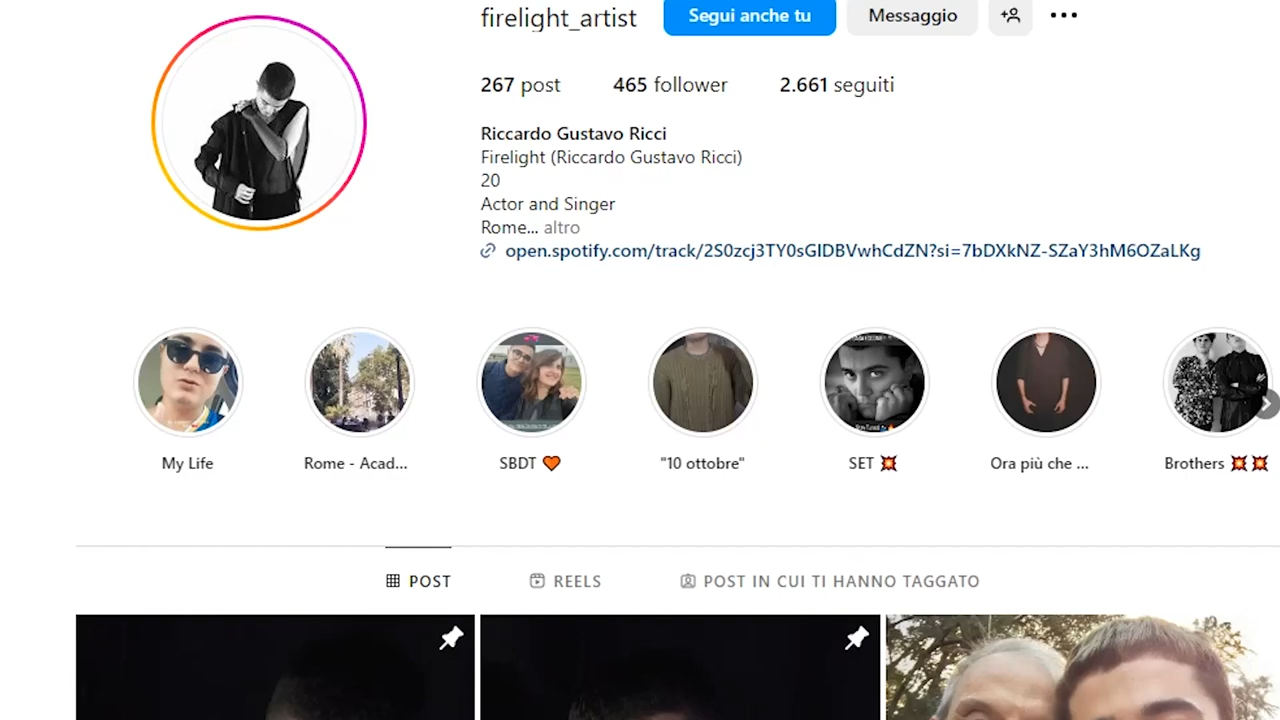 firelight_artist Segui anche tu Messaggio
267 post 465 follower 2.661 seguiti
Riccardo Gustavo Ricci
Firelight (Riccardo Gustavo Ricci)
20
Actor and Singer
Rome... altro
open.spotify.com/track/2S0zcj3TY0sGIDBVwhCdZN?si=7bDXkNZ-SZaY3hM6OZaLKg
My Life Rome - Acad... SBDT 🧡 "10 ottobre" SET 💥 Ora più che ... Brothers 💥💥
POST REELS POST IN CUI TI HANNO TAGGATO